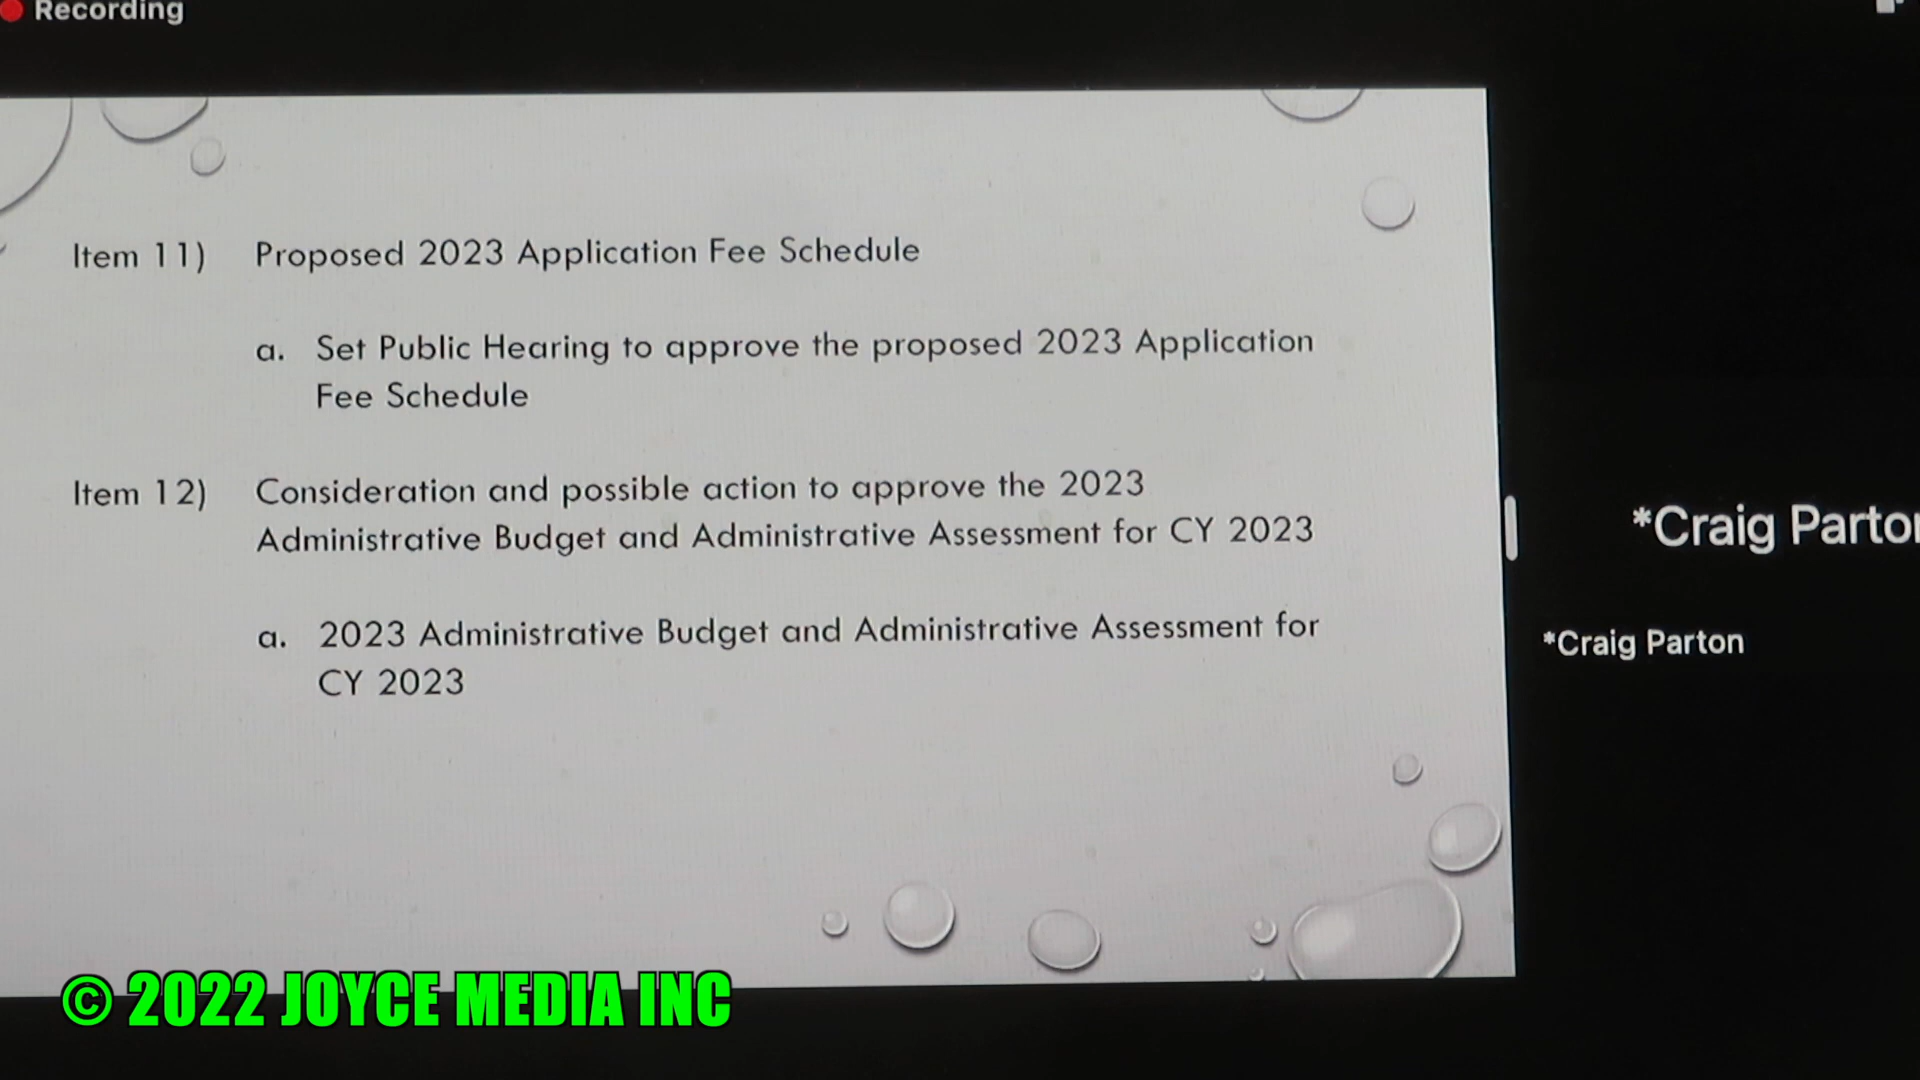 Recording
Item 11) Proposed 2023 Application Fee Schedule
a. Set Public Hearing to approve the proposed 2023 Application
Fee Schedule
Item 12) Consideration and possible action to approve the 2023
Administrative Budget and Administrative Assessment for CY 2023
a. 2023 Administrative Budget and Administrative Assessment for
CY 2023
*Craig Parton
*Craig Parton
© 2022 JOYCE MEDIA INC